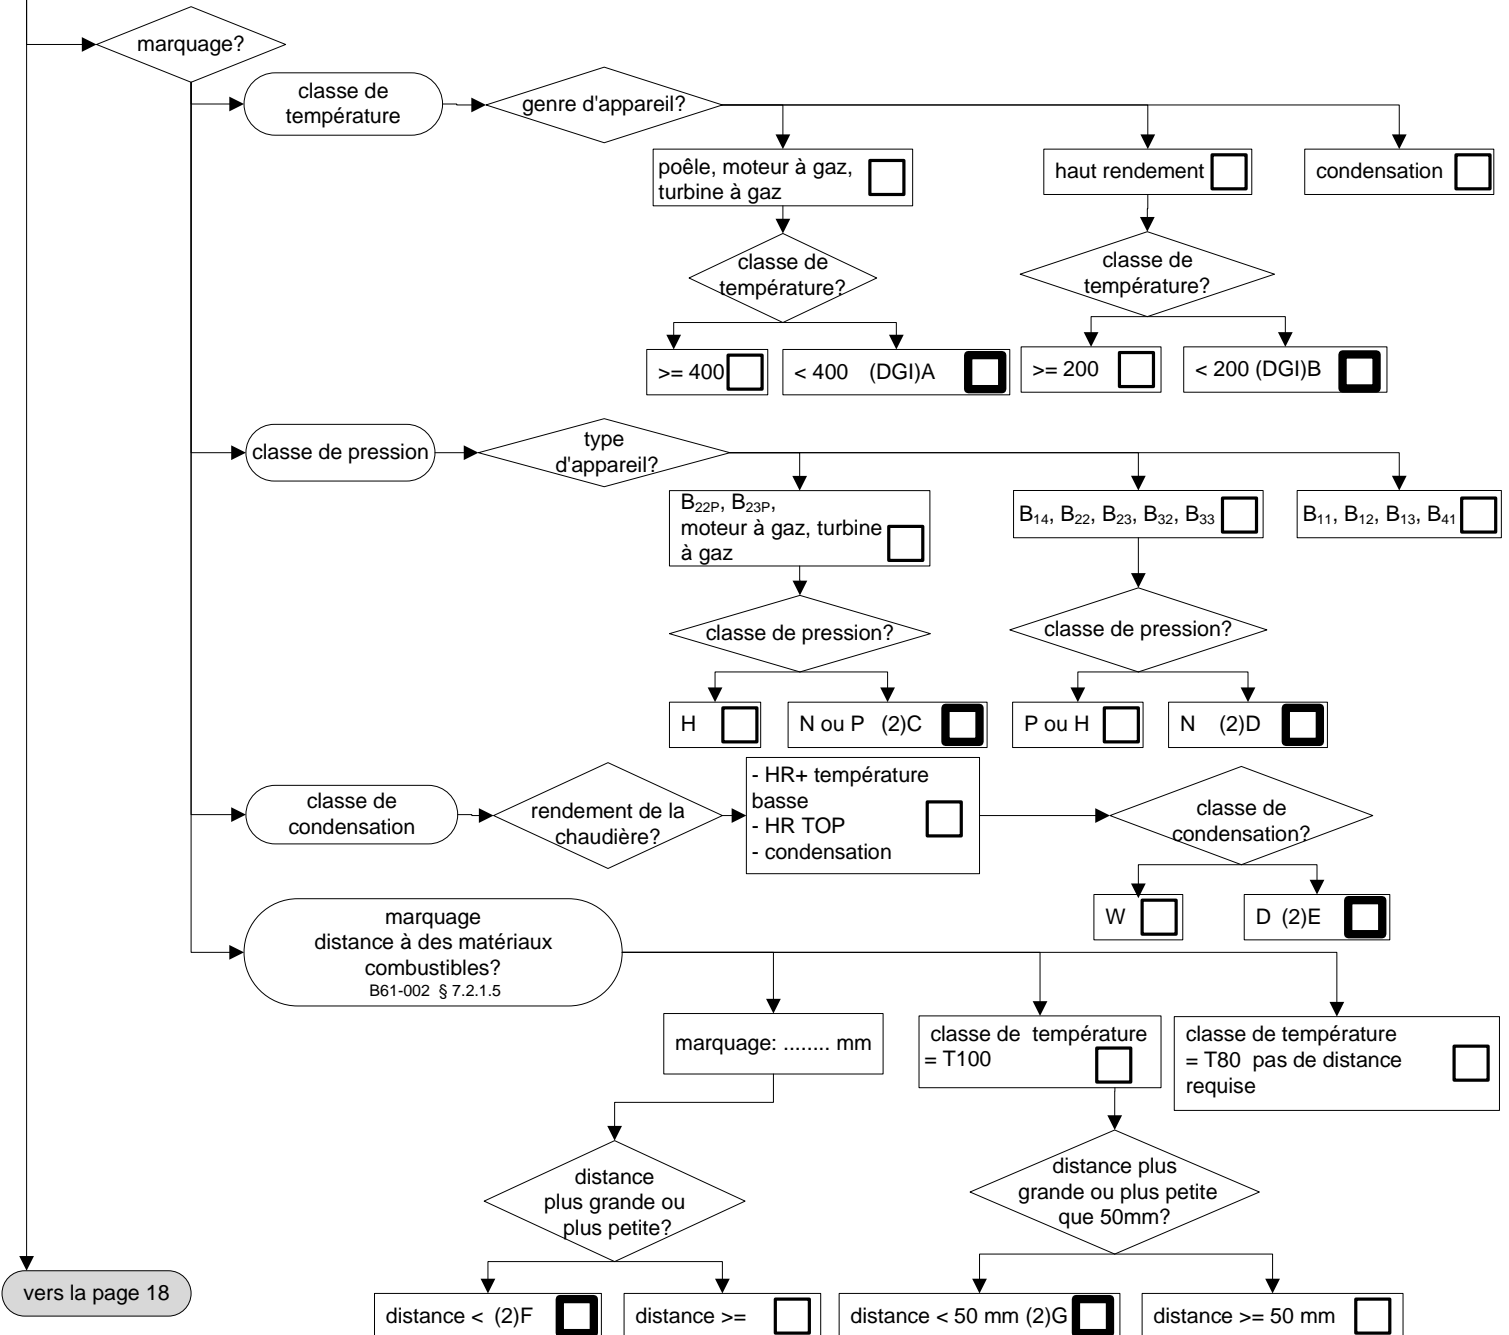 marquage?
classe de
température
genre d'appareil?
poêle, moteur à gaz,
turbine à gaz
haut rendement
condensation
classe de
température?
classe de
température?
>= 400
< 400 (DGI)A
>= 200
< 200 (DGI)B
classe de pression
type
d'appareil?
B22P, B23P,
moteur à gaz, turbine
à gaz
B14, B22, B23, B32, B33
B11, B12, B13, B41
classe de pression?
classe de pression?
H
N ou P (2)C
P ou H
N (2)D
classe de
condensation
rendement de la
chaudière?
- HR+ température
basse
- HR TOP
- condensation
classe de
condensation?
W
D (2)E
marquage
distance à des matériaux
combustibles?
B61-002 § 7.2.1.5
marquage: ........ mm
classe de température
= T100
classe de température
= T80 pas de distance
requise
distance
plus grande ou
plus petite?
distance plus
grande ou plus petite
que 50mm?
vers la page 18
distance < (2)F
distance >=
distance < 50 mm (2)G
distance >= 50 mm